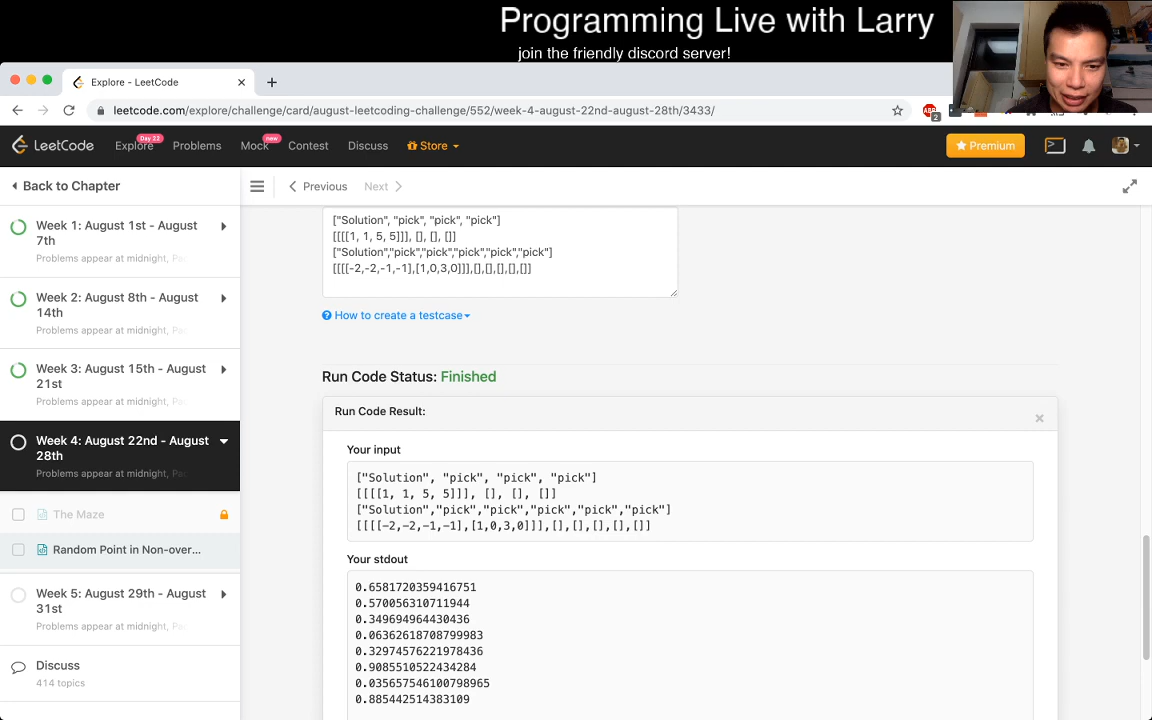 Programming Live with Larry
join the friendly discord server!
Explore - LeetCode
leetcode.com/explore/challenge/card/august-leetcoding-challenge/552/week-4-august-22nd-august-28th/3433/
ABP
2
LeetCode
Explore
Day 22
Problems
Mock
new
Contest
Discuss
Store
Premium
Back to Chapter
Previous
Next
Week 1: August 1st - August
7th
Problems appear at midnight,
Week 2: August 8th - August
14th
Problems appear at midnight,
Week 3: August 15th - August
21st
Problems appear at midnight,
Week 4: August 22nd - August
28th
Problems appear at midnight,
The Maze
Random Point in Non-over...
Week 5: August 29th - August
31st
Problems appear at midnight,
Discuss
414 topics
["Solution", "pick", "pick", "pick"]
[[[[1, 1, 5, 5]]], [], [], []]
["Solution","pick","pick","pick","pick","pick"]
[[[[-2,-2,-1,-1],[1,0,3,0]]],[],[],[],[],[]]
How to create a testcase
Run Code Status: Finished
Run Code Result:
Your input
["Solution", "pick", "pick", "pick"]
[[[[1, 1, 5, 5]]], [], [], []]
["Solution","pick","pick","pick","pick","pick"]
[[[[-2,-2,-1,-1],[1,0,3,0]]],[],[],[],[],[]]
Your stdout
0.6581720359416751
0.570056310711944
0.349694964430436
0.06362618708799983
0.32974576221978436
0.9085510522434284
0.035657546100798965
0.885442514383109